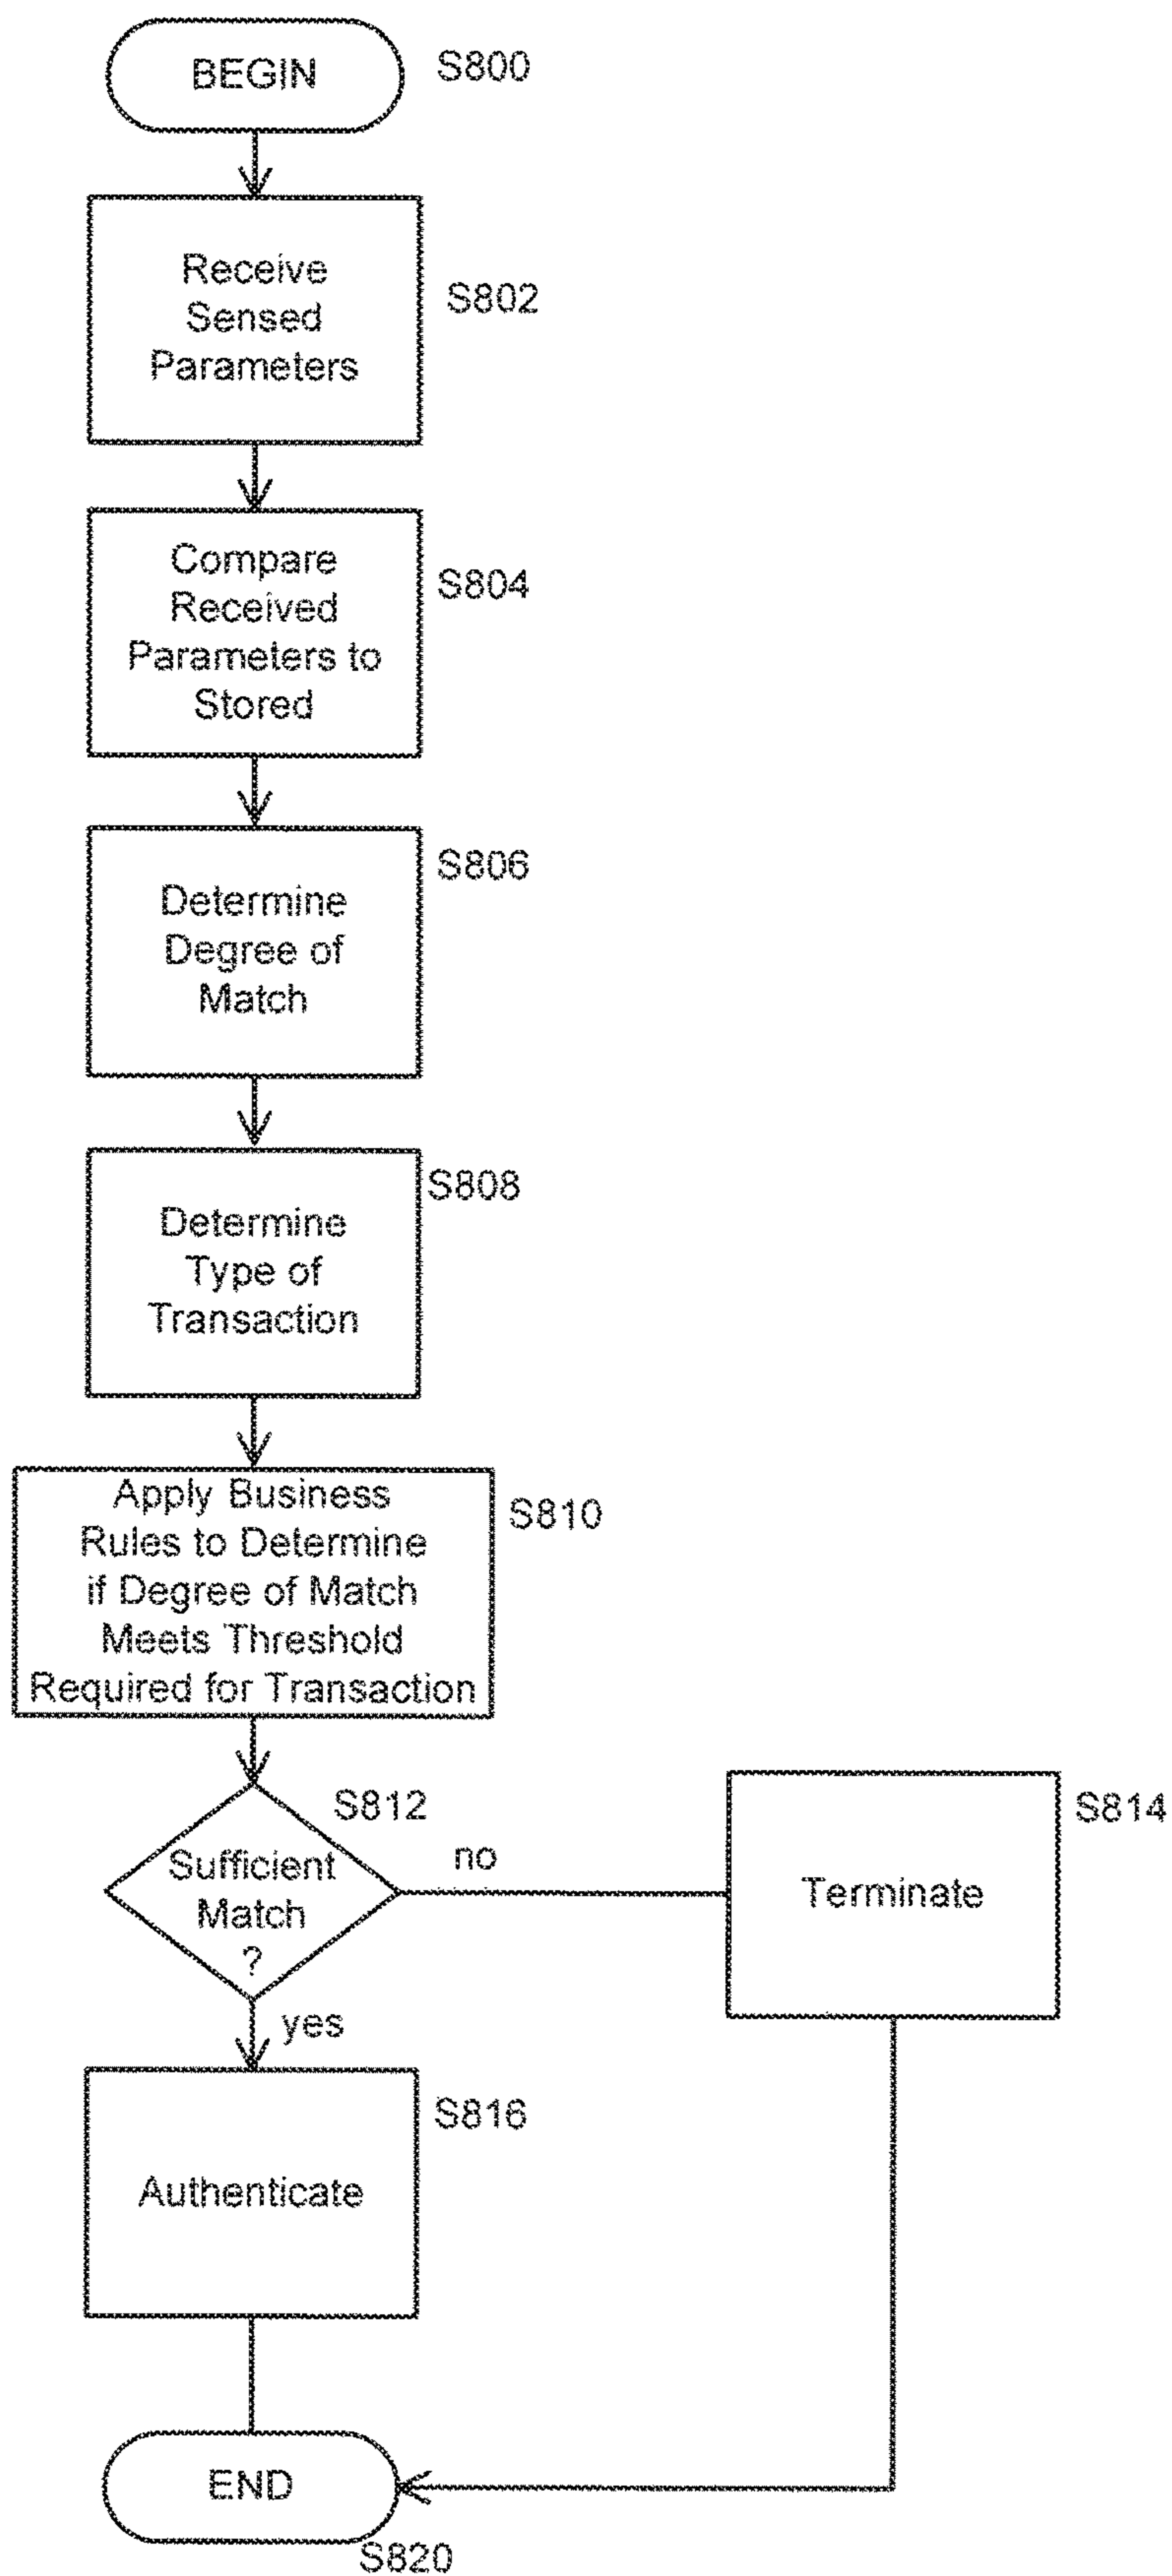 BEGIN
S800
Receive
Sensed
Parameters
S802
Compare
Received
Parameters to
Stored
S804
Determine
Degree of
Match
S806
Determine
Type of
Transaction
S808
Apply Business
Rules to Determine
if Degree of Match
Meets Threshold
Required for Transaction
S810
Sufficient
Match
?
S812
no
Terminate
S814
yes
Authenticate
S816
END
S820